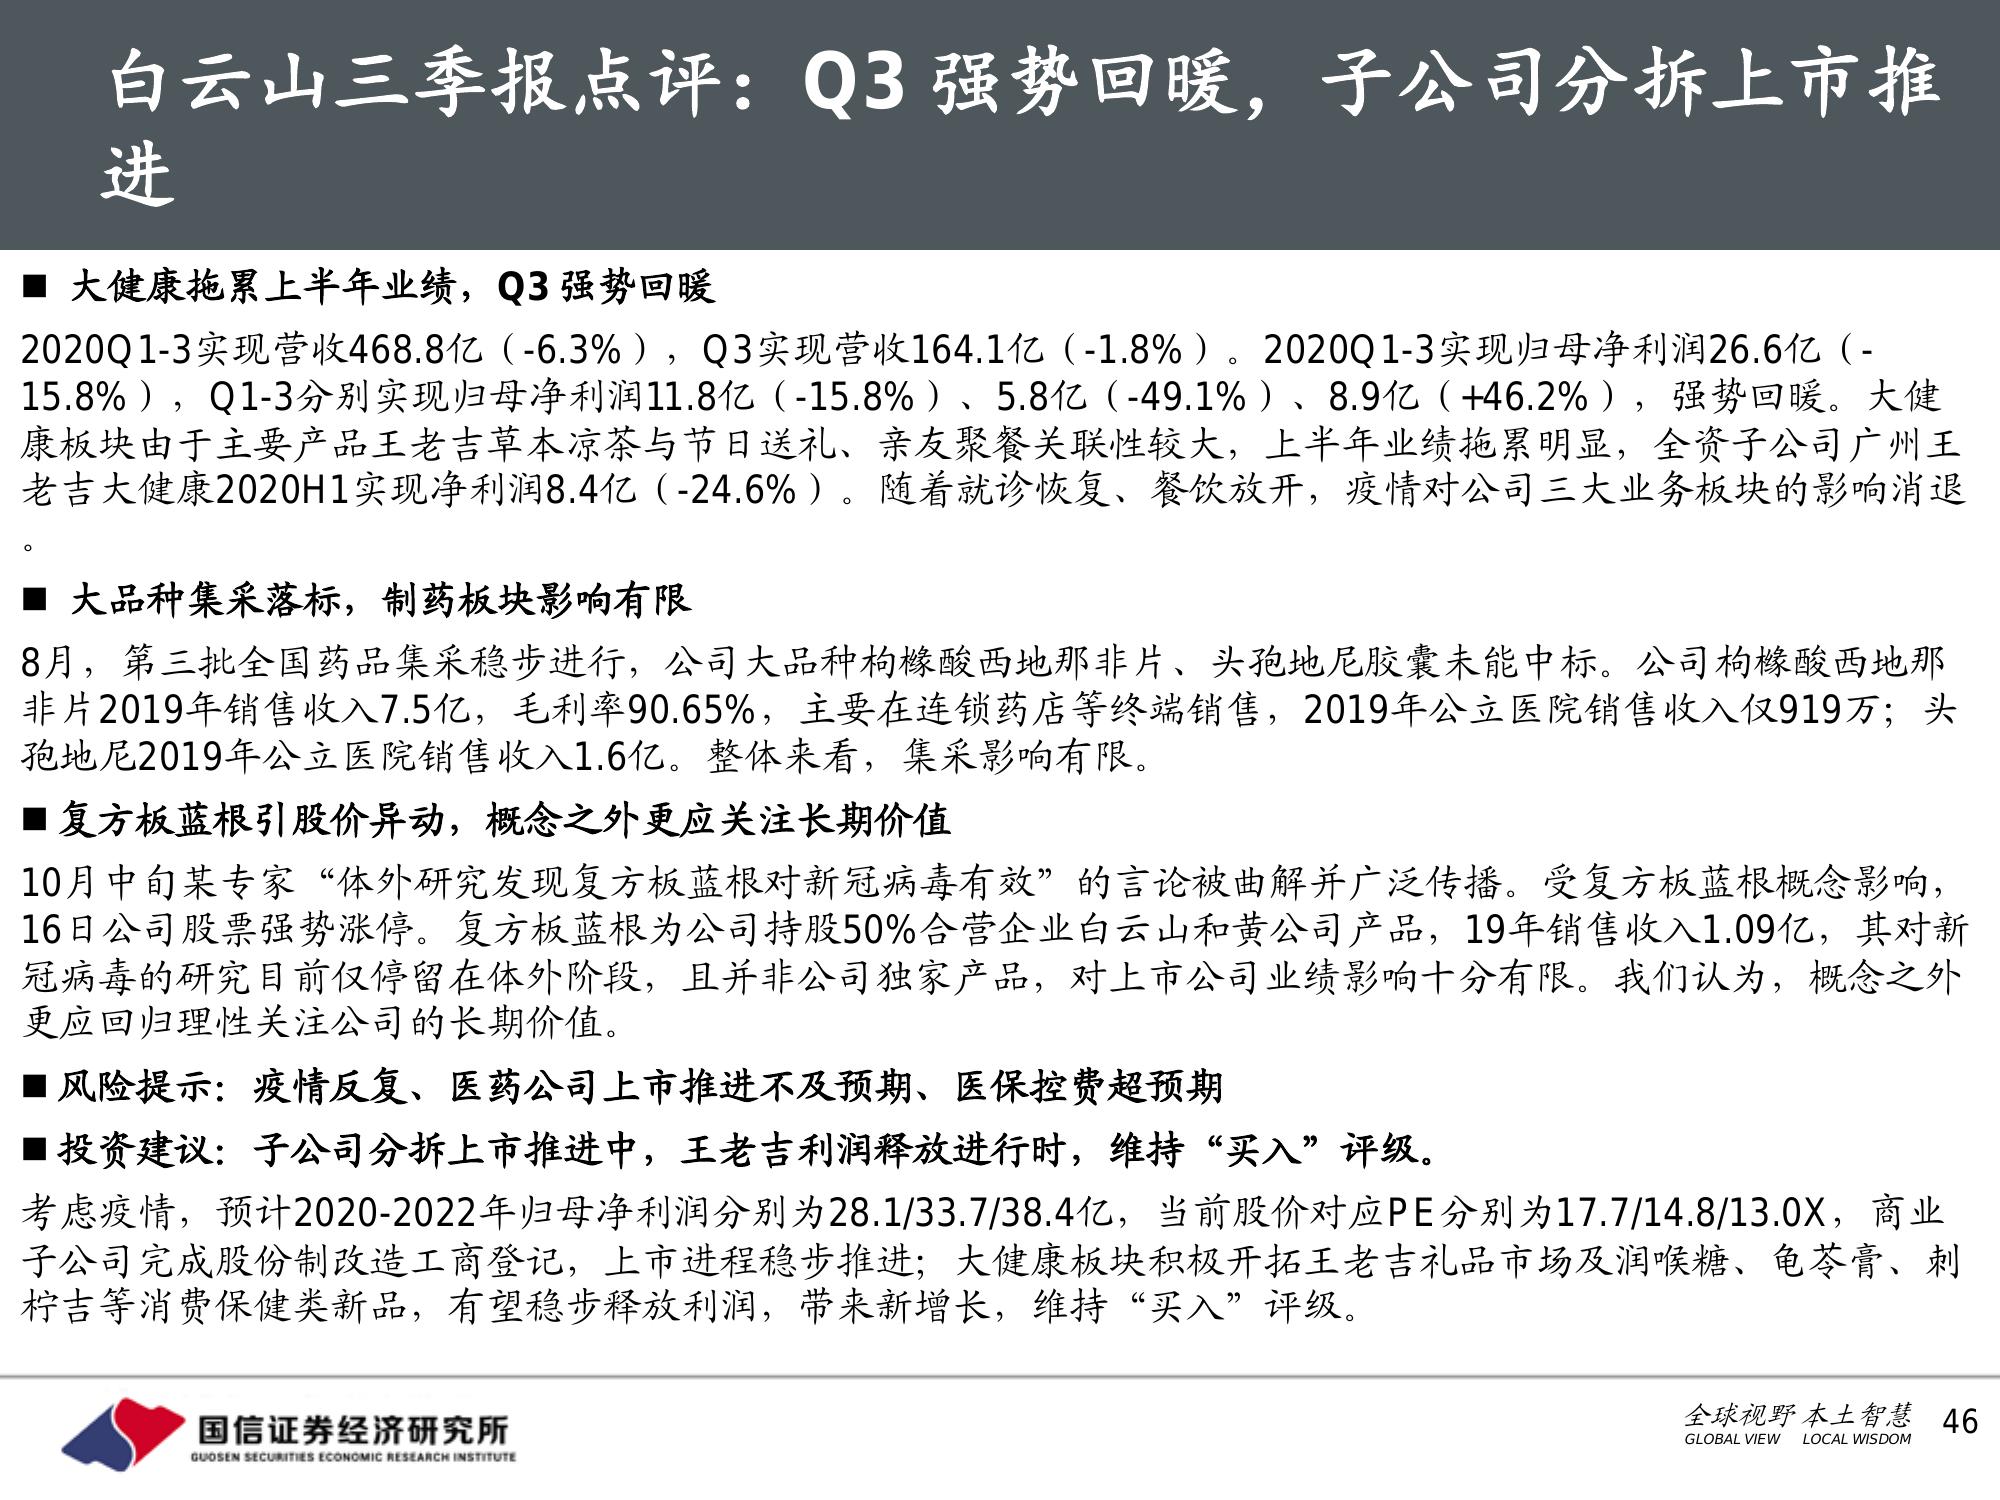 白云山三季报点评：Q3 强势回暖，子公司分拆上市推
进
■ 大健康拖累上半年业绩，Q3 强势回暖
2020Q1-3实现营收468.8亿（-6.3%），Q3实现营收164.1亿（-1.8%）。2020Q1-3实现归母净利润26.6亿（-
15.8%），Q1-3分别实现归母净利润11.8亿（-15.8%）、5.8亿（-49.1%）、8.9亿（+46.2%），强势回暖。大健
康板块由于主要产品王老吉草本凉茶与节日送礼、亲友聚餐关联性较大，上半年业绩拖累明显，全资子公司广州王
老吉大健康2020H1实现净利润8.4亿（-24.6%）。随着就诊恢复、餐饮放开，疫情对公司三大业务板块的影响消退
。
■ 大品种集采落标，制药板块影响有限
8月，第三批全国药品集采稳步进行，公司大品种枸橼酸西地那非片、头孢地尼胶囊未能中标。公司枸橼酸西地那
非片2019年销售收入7.5亿，毛利率90.65%，主要在连锁药店等终端销售，2019年公立医院销售收入仅919万；头
孢地尼2019年公立医院销售收入1.6亿。整体来看，集采影响有限。
■ 复方板蓝根引股价异动，概念之外更应关注长期价值
10月中旬某专家“体外研究发现复方板蓝根对新冠病毒有效”的言论被曲解并广泛传播。受复方板蓝根概念影响，
16日公司股票强势涨停。复方板蓝根为公司持股50%合营企业白云山和黄公司产品，19年销售收入1.09亿，其对新
冠病毒的研究目前仅停留在体外阶段，且并非公司独家产品，对上市公司业绩影响十分有限。我们认为，概念之外
更应回归理性关注公司的长期价值。
■ 风险提示：疫情反复、医药公司上市推进不及预期、医保控费超预期
■ 投资建议：子公司分拆上市推进中，王老吉利润释放进行时，维持“买入”评级。
考虑疫情，预计2020-2022年归母净利润分别为28.1/33.7/38.4亿，当前股价对应PE分别为17.7/14.8/13.0X，商业
子公司完成股份制改造工商登记，上市进程稳步推进；大健康板块积极开拓王老吉礼品市场及润喉糖、龟苓膏、刺
柠吉等消费保健类新品，有望稳步释放利润，带来新增长，维持“买入”评级。
国信证券经济研究所
GUOSEN SECURITIES ECONOMIC RESEARCH INSTITUTE
全球视野 本土智慧
GLOBAL VIEW LOCAL WISDOM
46